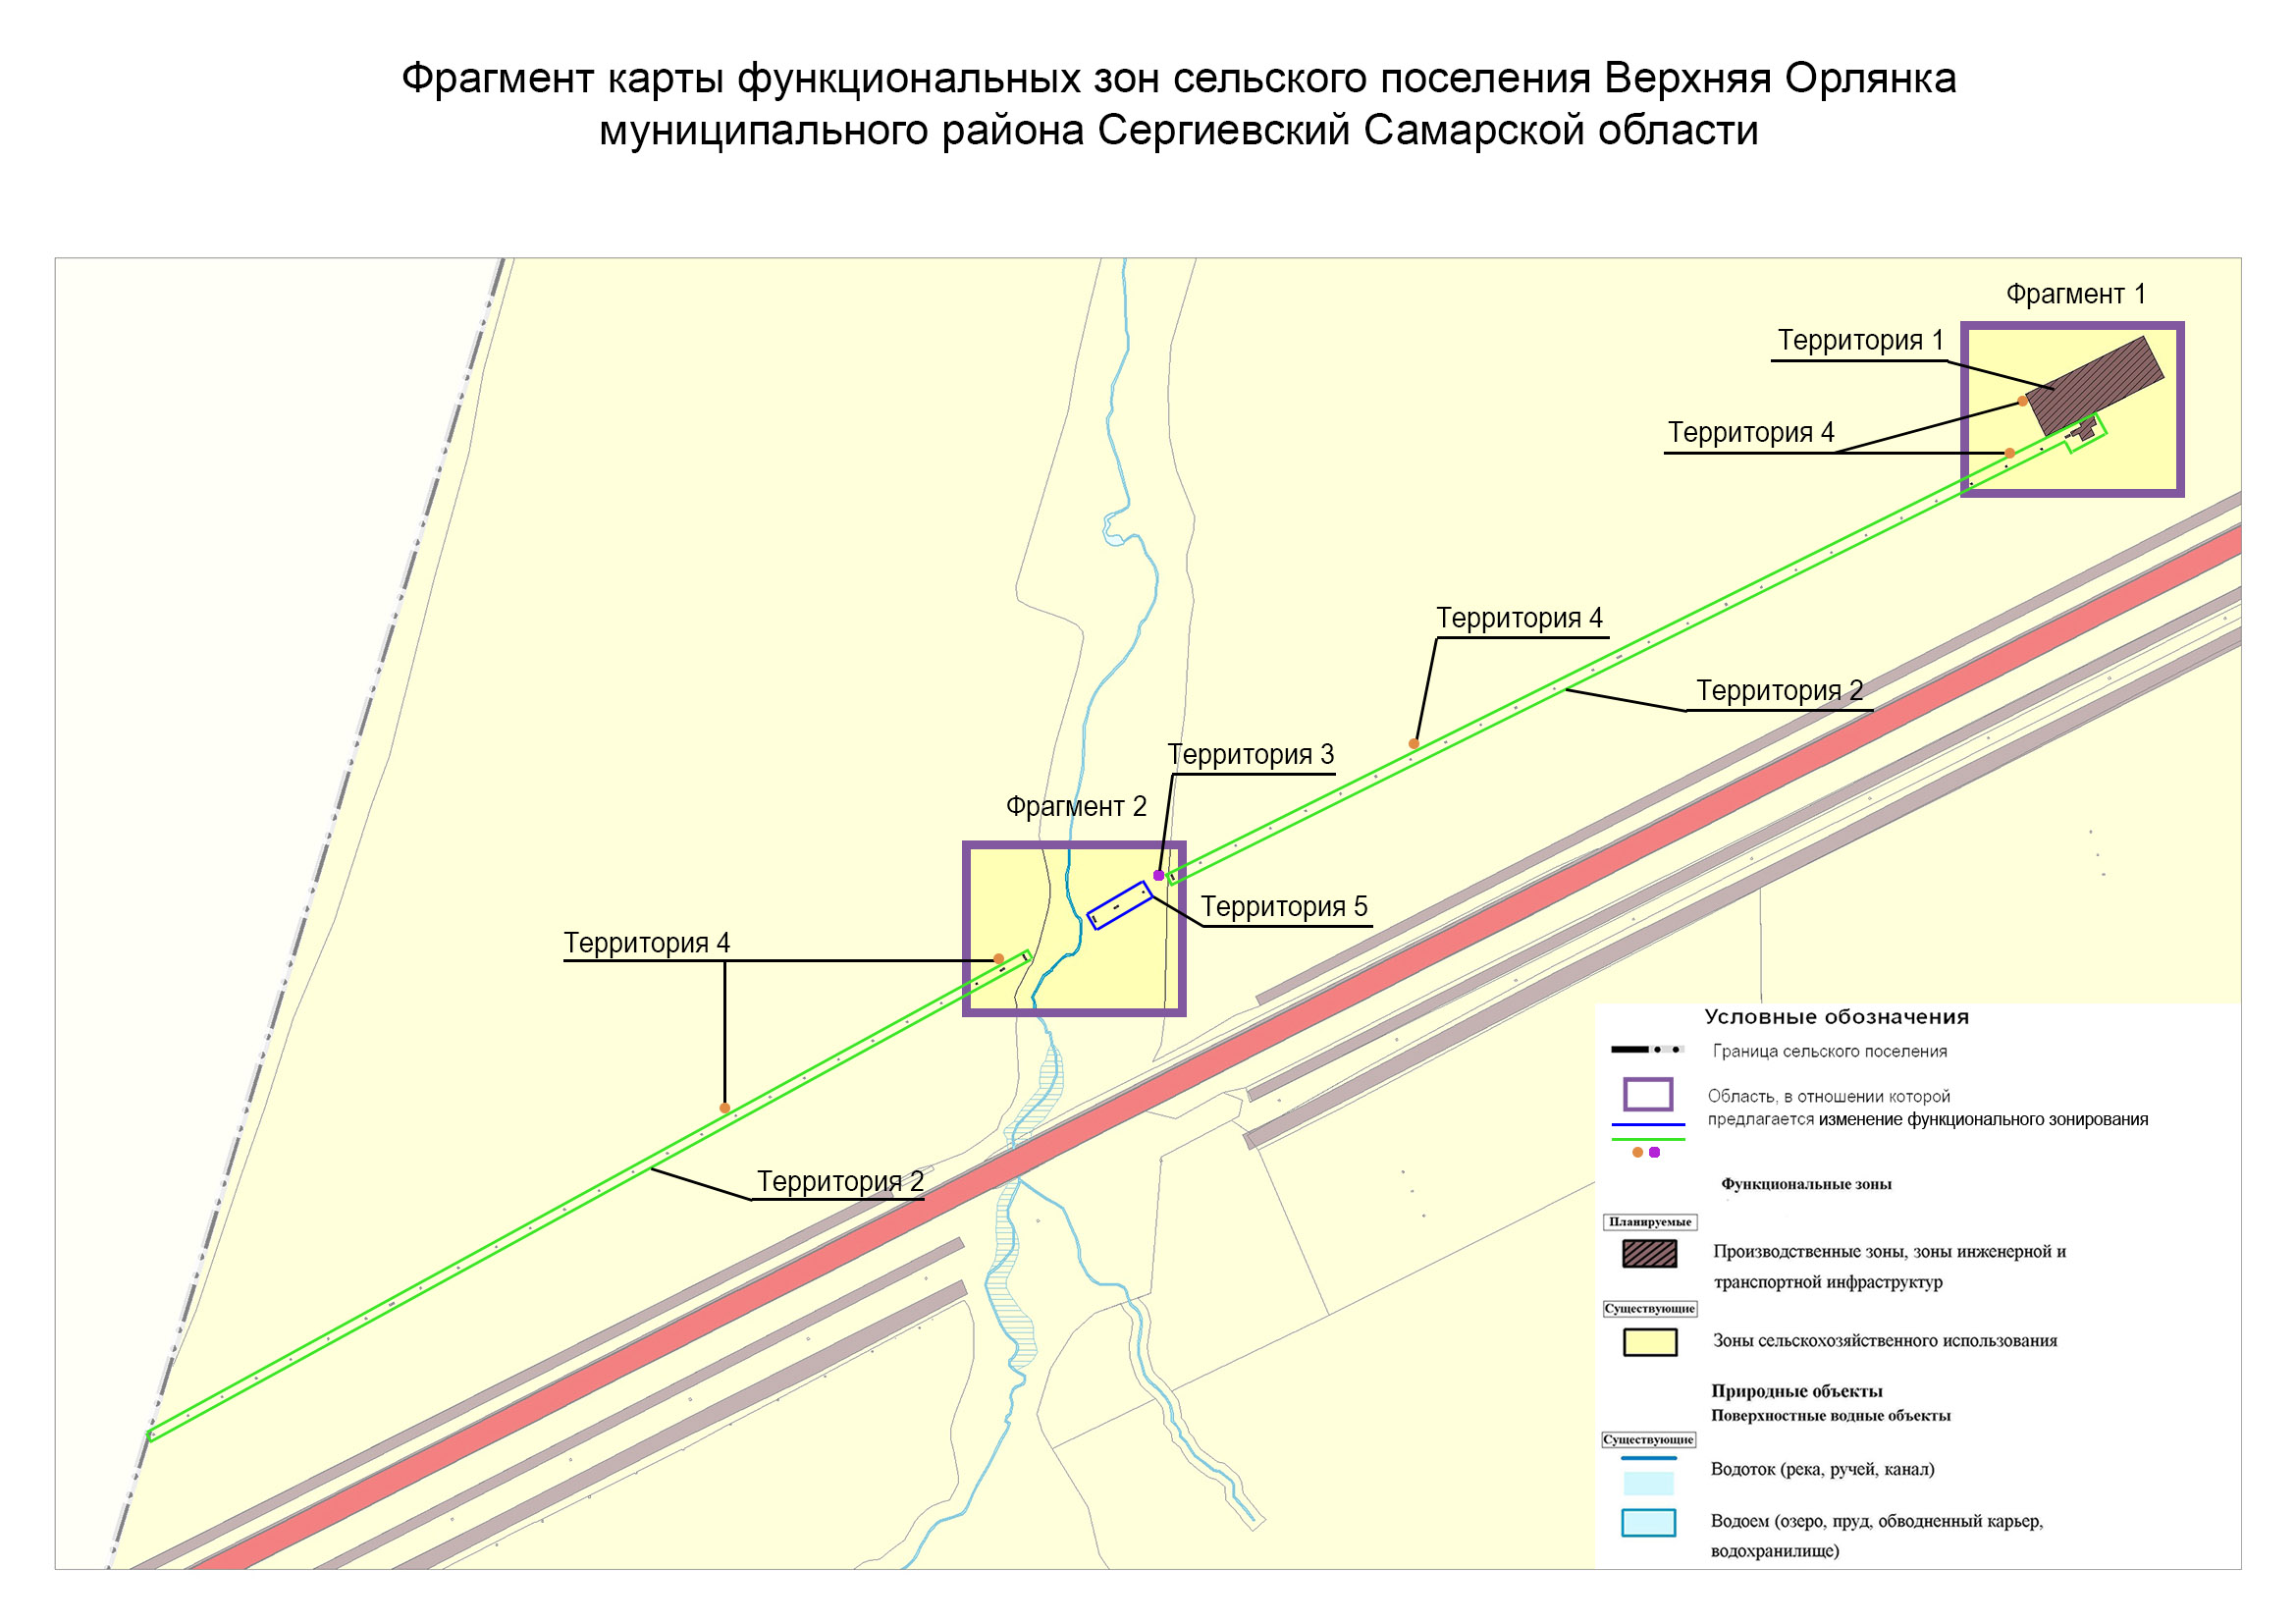 Фрагмент карты функциональных зон сельского поселения Верхняя Орлянка
муниципального района Сергиевский Самарской области
Фрагмент 1
Территория 1
Территория 4
Территория 4
Территория 2
Территория 3
Фрагмент 2
Территория 5
Территория 4
Территория 2
Условные обозначения
Граница сельского поселения
Область, в отношении которой
предлагается изменение функционального зонирования
Функциональные зоны
Планируемые
Производственные зоны, зоны инженерной и
транспортной инфраструктур
Существующие
Зоны сельскохозяйственного использования
Природные объекты
Поверхностные водные объекты
Существующие
Водоток (река, ручей, канал)
Водоем (озеро, пруд, обводненный карьер,
водохранилище)